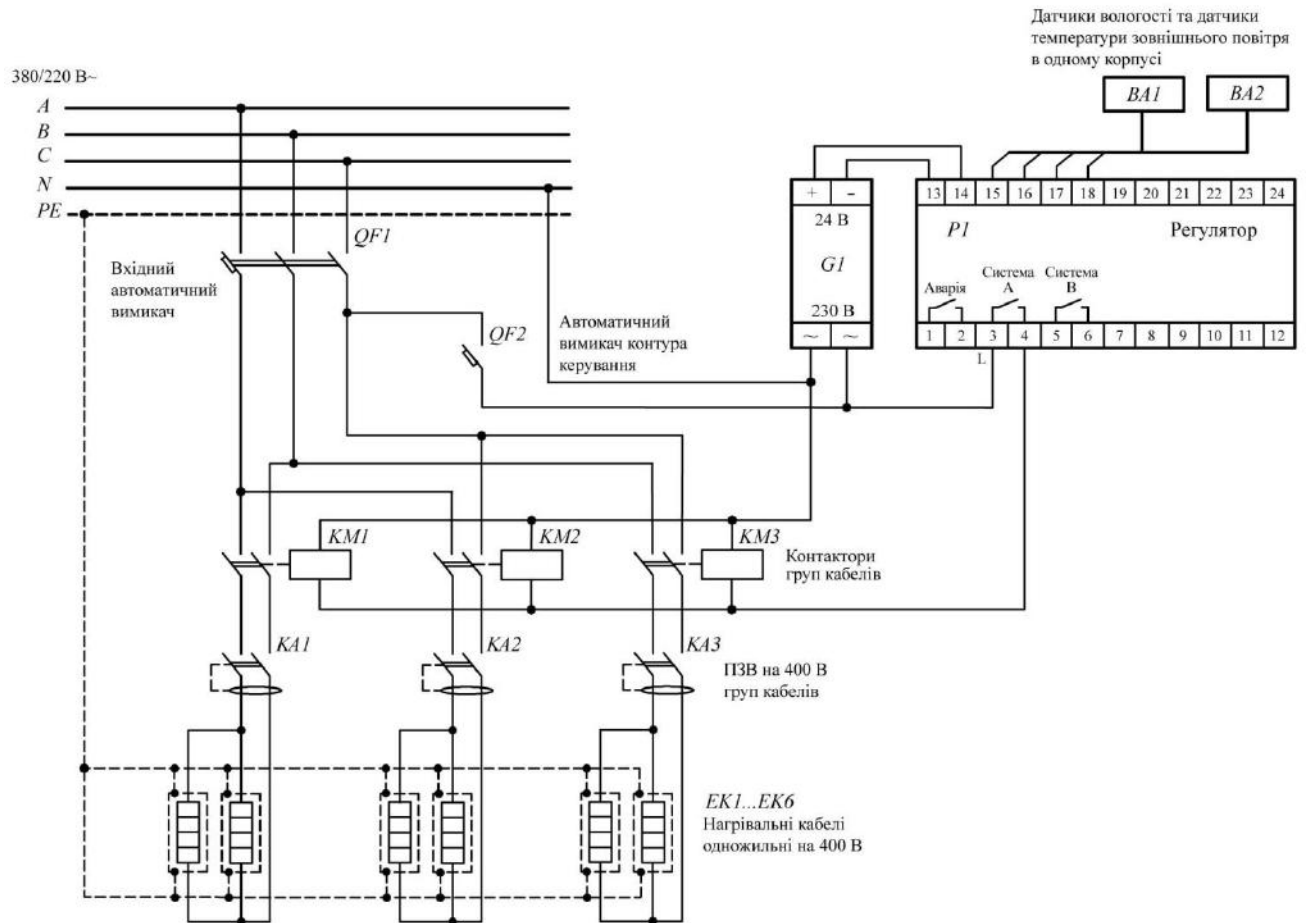 Датчики вологості та датчики
температури зовнішнього повітря
в одному корпусі
380/220 В~
BA1
BA2
A
B
C
N
PE
QF1
Вхідний
автоматичний
вимикач
QF2
Автоматичний
вимикач контура
керування
+ -
24 В
G1
230 В
~ ~
13 14 15 16 17 18 19 20 21 22 23 24
P1
Регулятор
Аварія
Система
А
Система
В
1 2 3 4 5 6 7 8 9 10 11 12
L
KM1
KM2
KM3
Контактори
груп кабелів
KA1
KA2
KA3
ПЗВ на 400 В
груп кабелів
EK1...EK6
Нагрівальні кабелі
одножильні на 400 В